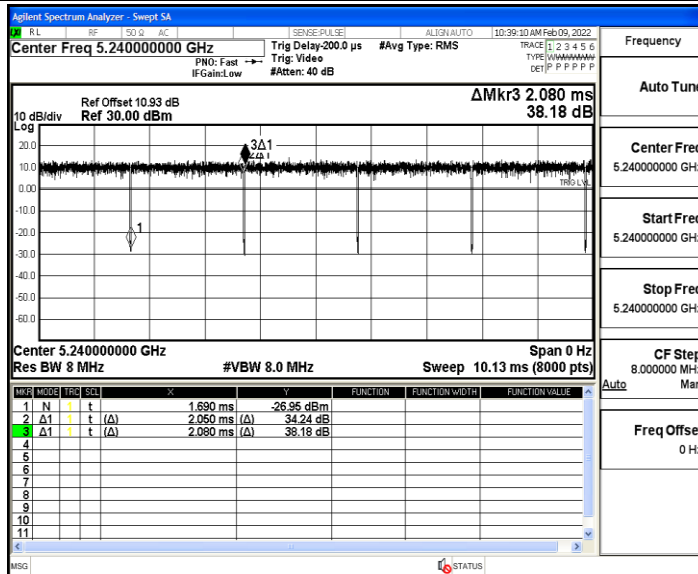 Agilent Spectrum Analyzer - Swept SA
RL RF 50 Ω AC SENSE:PULSE ALIGN AUTO 10:39:10 AM Feb 09, 2022
Center Freq 5.240000000 GHz
PNO: Fast
IFGain:Low
Trig Delay-200.0 µs
Trig: Video
#Atten: 40 dB
#Avg Type: RMS
TRACE 1 2 3 4 5 6
TYPE WWWWWW
DET P P P P P P
Frequency
Auto Tune
ΔMkr3 2.080 ms
38.18 dB
Ref Offset 10.93 dB
10 dB/div Ref 30.00 dBm
Log
20.0
10.0
0.00
-10.0
-20.0
-30.0
-40.0
-50.0
-60.0
3Δ1
2Δ1
1
TRIG LVL
Center Freq
5.240000000 GHz
Start Freq
5.240000000 GHz
Stop Freq
5.240000000 GHz
CF Step
8.000000 MHz
Auto Man
Freq Offset
0 Hz
Center 5.240000000 GHz Span 0 Hz
Res BW 8 MHz #VBW 8.0 MHz Sweep 10.13 ms (8000 pts)
MKR MODE TRC SCL X Y FUNCTION FUNCTION WIDTH FUNCTION VALUE
1 N 1 t 1.690 ms -26.95 dBm
2 Δ1 1 t (Δ) 2.050 ms (Δ) 34.24 dB
3 Δ1 1 t (Δ) 2.080 ms (Δ) 38.18 dB
4
5
6
7
8
9
10
11
MSG STATUS